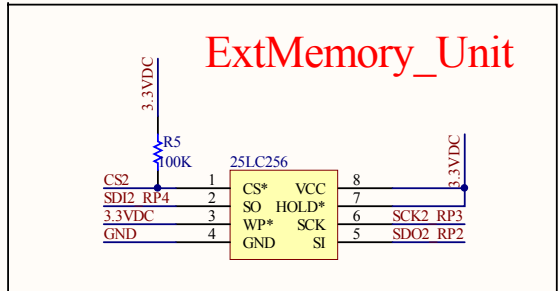 ExtMemory_Unit
3.3VDC
R5
100K
25LC256
3.3VDC
CS2 1 CS* VCC 8
SDI2_RP4 2 SO HOLD* 7
3.3VDC 3 WP* SCK 6 SCK2_RP3
GND 4 GND SI 5 SDO2_RP2